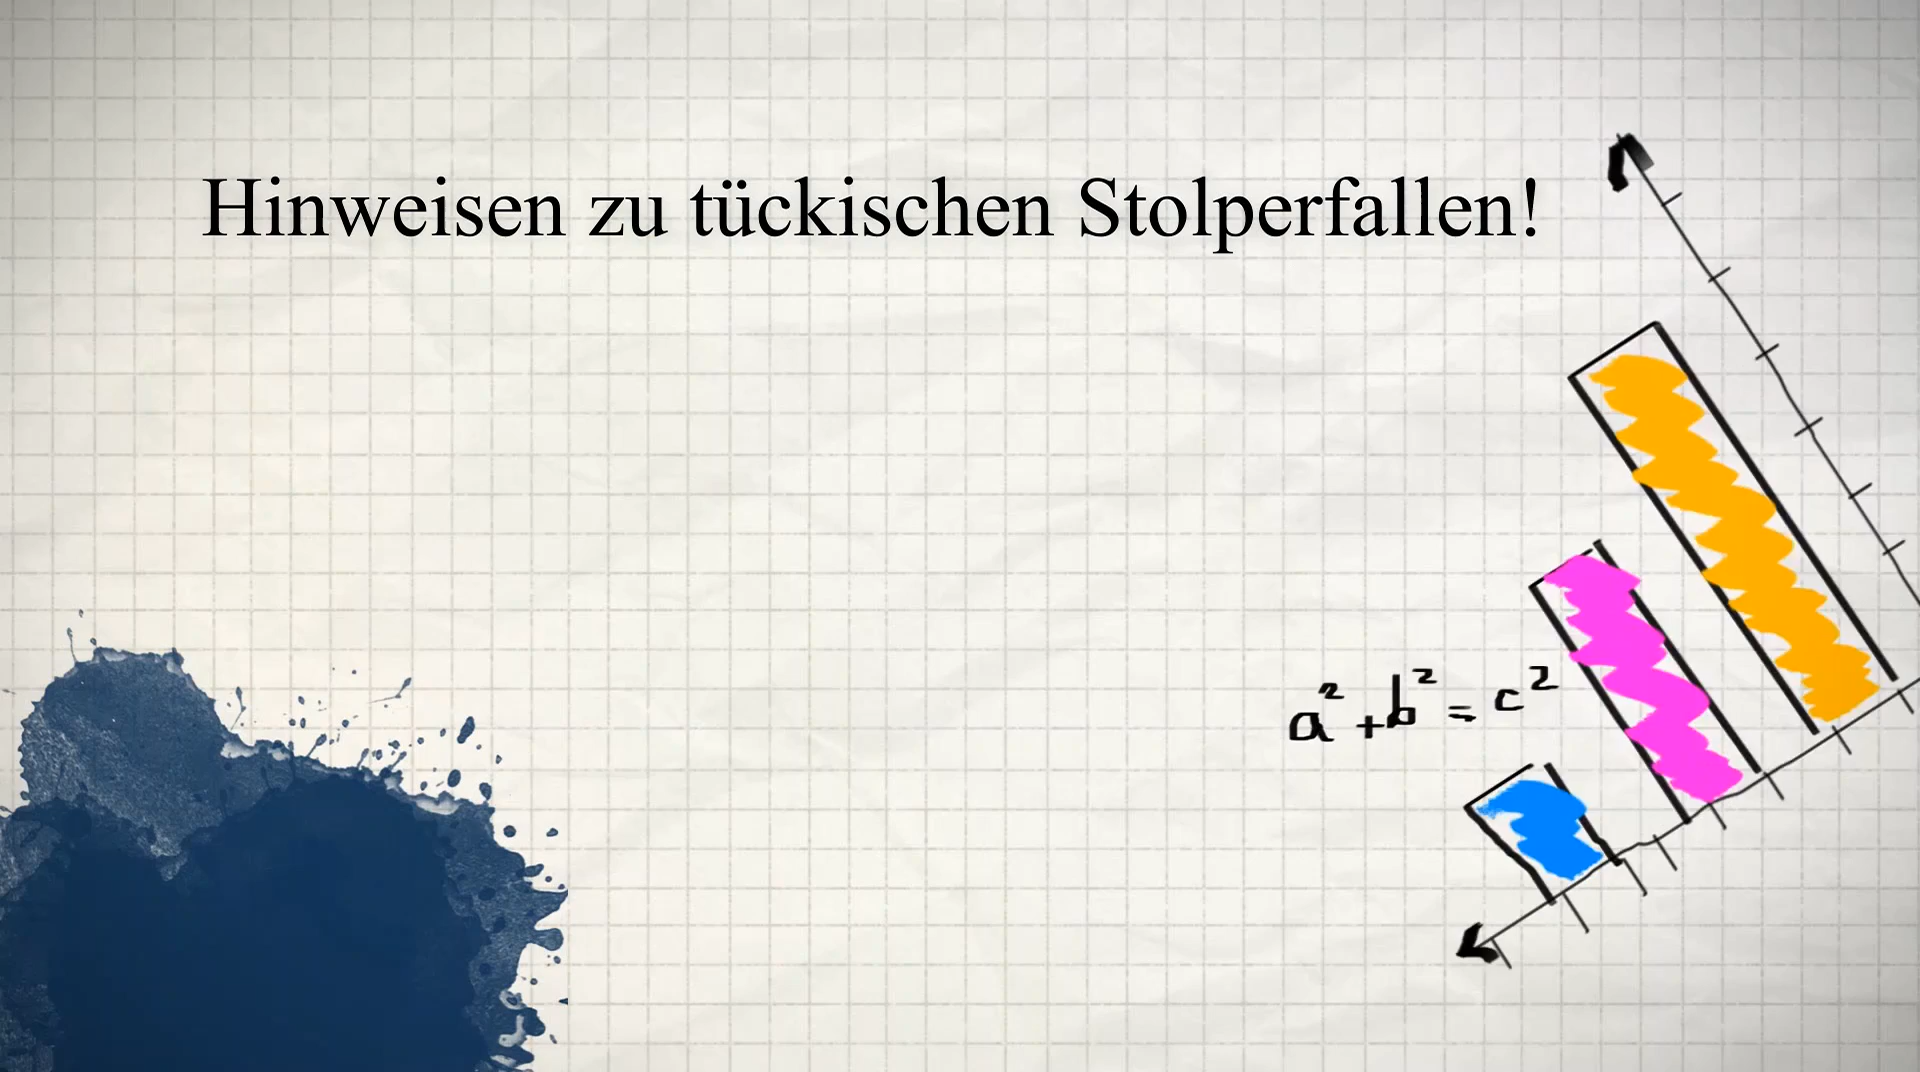 Hinweisen zu tückischen Stolperfallen!
a² + b² = c²